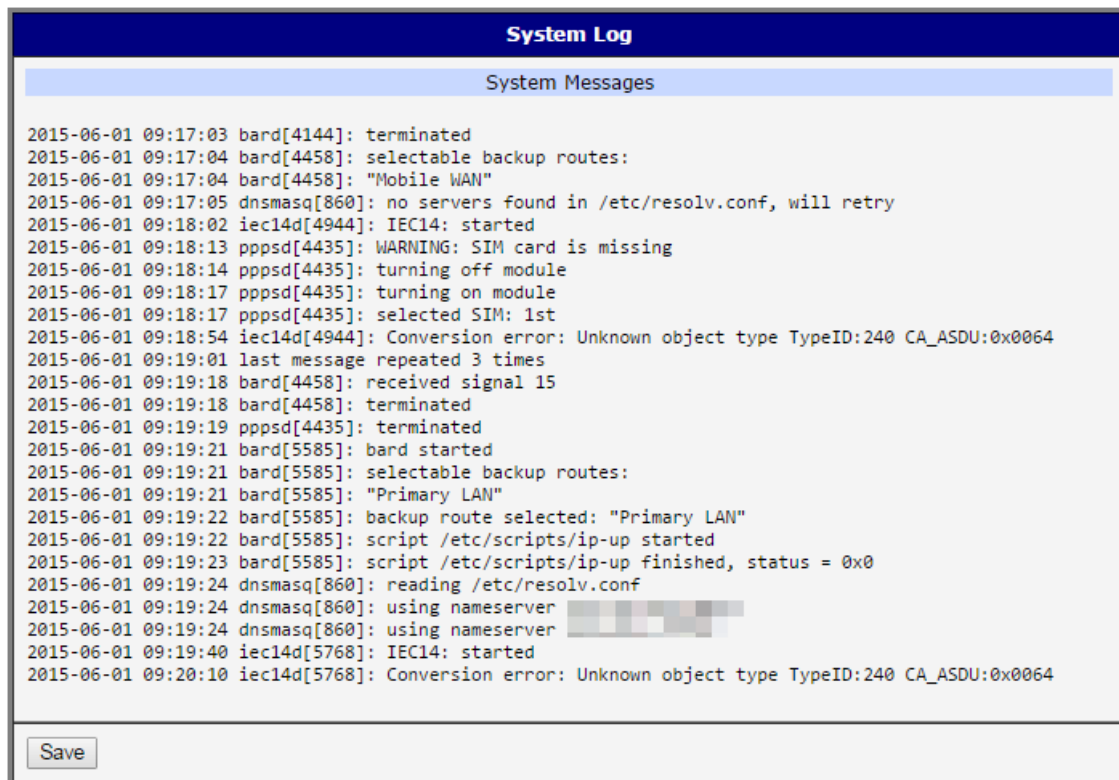 System Log
System Messages
2015-06-01 09:17:03 bard[4144]: terminated
2015-06-01 09:17:04 bard[4458]: selectable backup routes:
2015-06-01 09:17:04 bard[4458]: "Mobile WAN"
2015-06-01 09:17:05 dnsmasq[860]: no servers found in /etc/resolv.conf, will retry
2015-06-01 09:18:02 iec14d[4944]: IEC14: started
2015-06-01 09:18:13 pppsd[4435]: WARNING: SIM card is missing
2015-06-01 09:18:14 pppsd[4435]: turning off module
2015-06-01 09:18:17 pppsd[4435]: turning on module
2015-06-01 09:18:17 pppsd[4435]: selected SIM: 1st
2015-06-01 09:18:54 iec14d[4944]: Conversion error: Unknown object type TypeID:240 CA_ASDU:0x0064
2015-06-01 09:19:01 last message repeated 3 times
2015-06-01 09:19:18 bard[4458]: received signal 15
2015-06-01 09:19:18 bard[4458]: terminated
2015-06-01 09:19:19 pppsd[4435]: terminated
2015-06-01 09:19:21 bard[5585]: bard started
2015-06-01 09:19:21 bard[5585]: selectable backup routes:
2015-06-01 09:19:21 bard[5585]: "Primary LAN"
2015-06-01 09:19:22 bard[5585]: backup route selected: "Primary LAN"
2015-06-01 09:19:22 bard[5585]: script /etc/scripts/ip-up started
2015-06-01 09:19:23 bard[5585]: script /etc/scripts/ip-up finished, status = 0x0
2015-06-01 09:19:24 dnsmasq[860]: reading /etc/resolv.conf
2015-06-01 09:19:24 dnsmasq[860]: using nameserver
2015-06-01 09:19:24 dnsmasq[860]: using nameserver
2015-06-01 09:19:40 iec14d[5768]: IEC14: started
2015-06-01 09:20:10 iec14d[5768]: Conversion error: Unknown object type TypeID:240 CA_ASDU:0x0064
Save